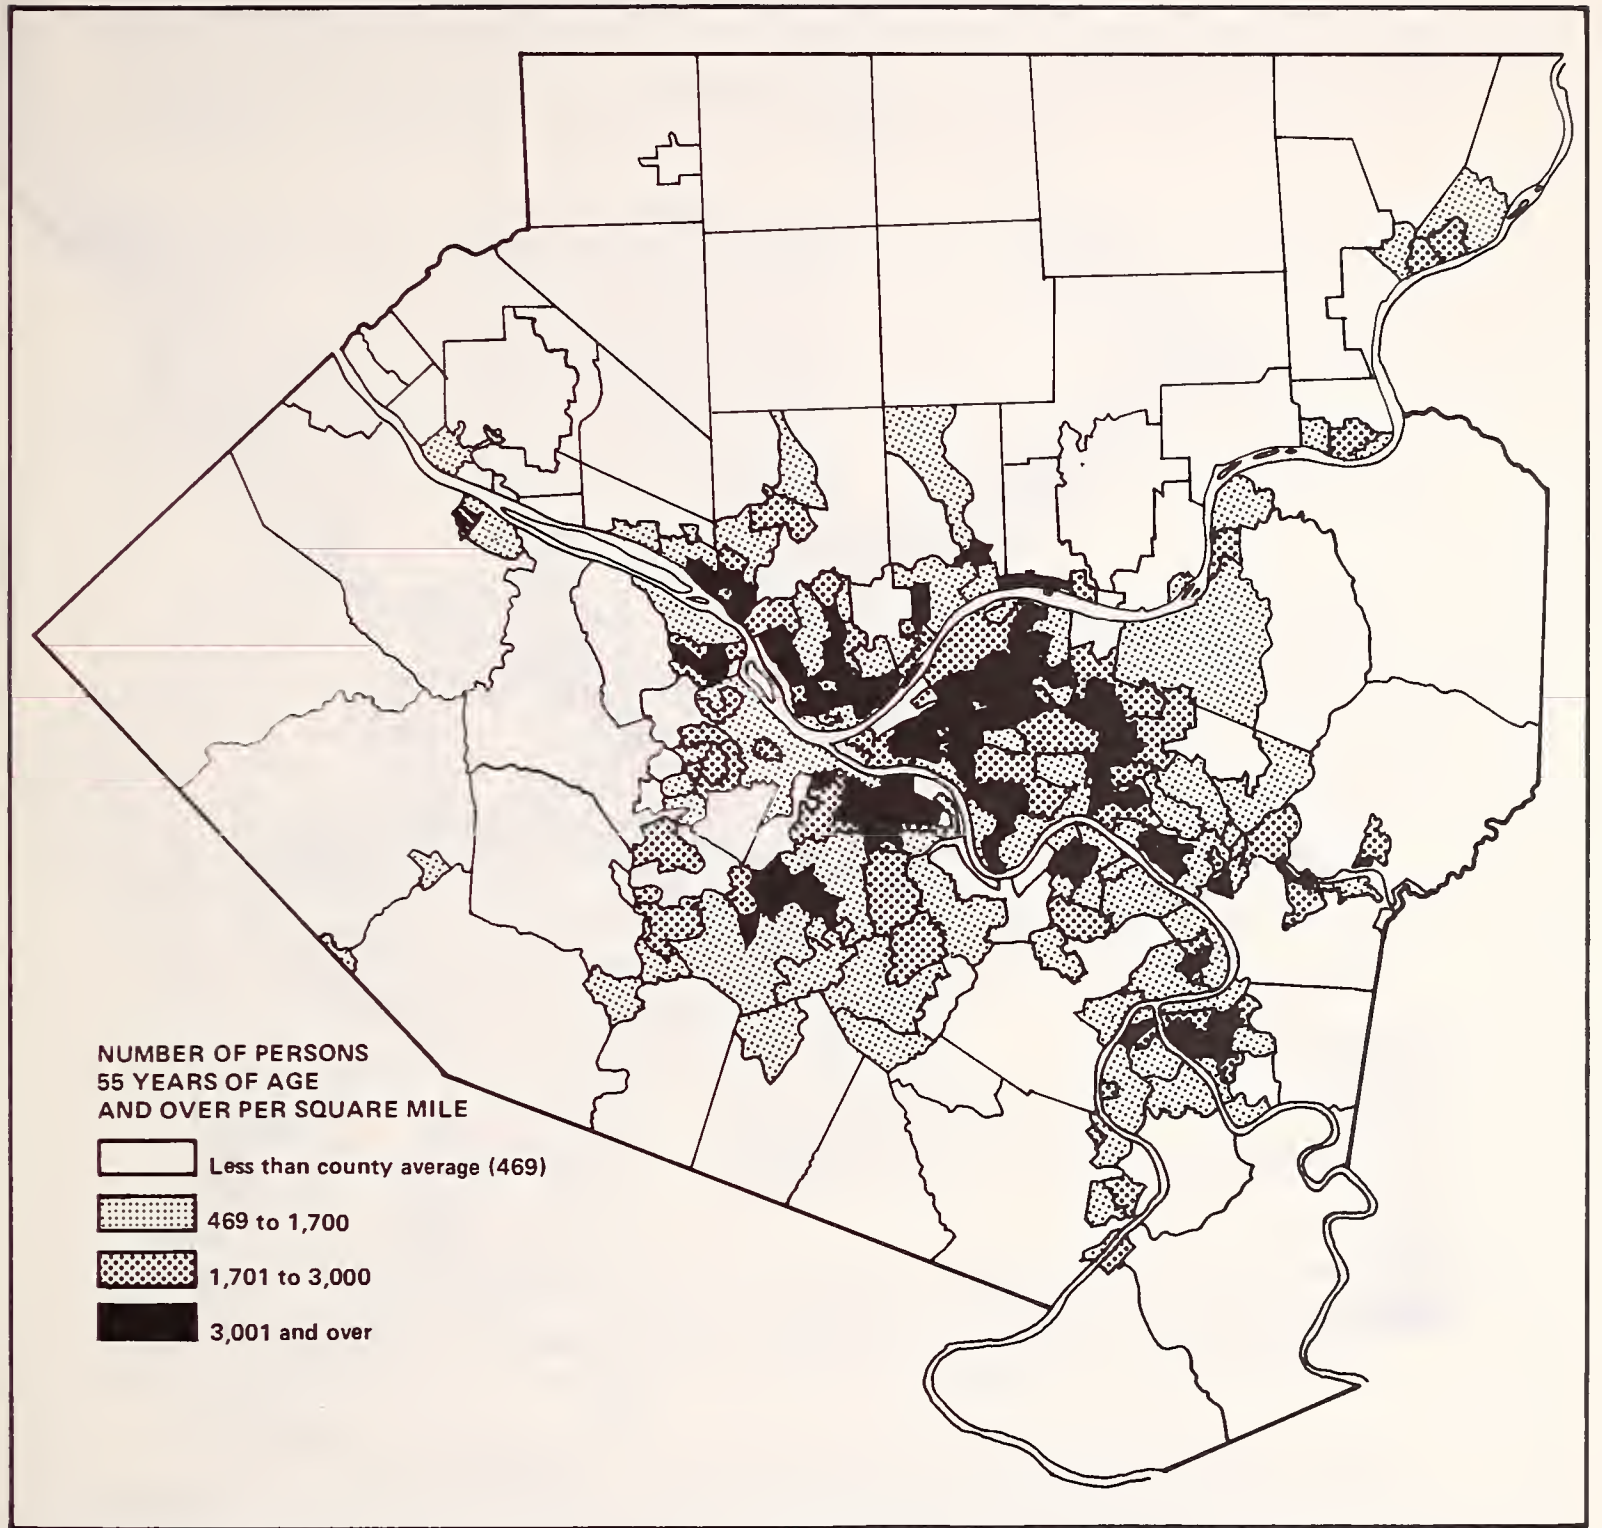 NUMBER OF PERSONS
55 YEARS OF AGE
AND OVER PER SQUARE MILE
Less than county average (469)
469 to 1,700
1,701 to 3,000
3,001 and over